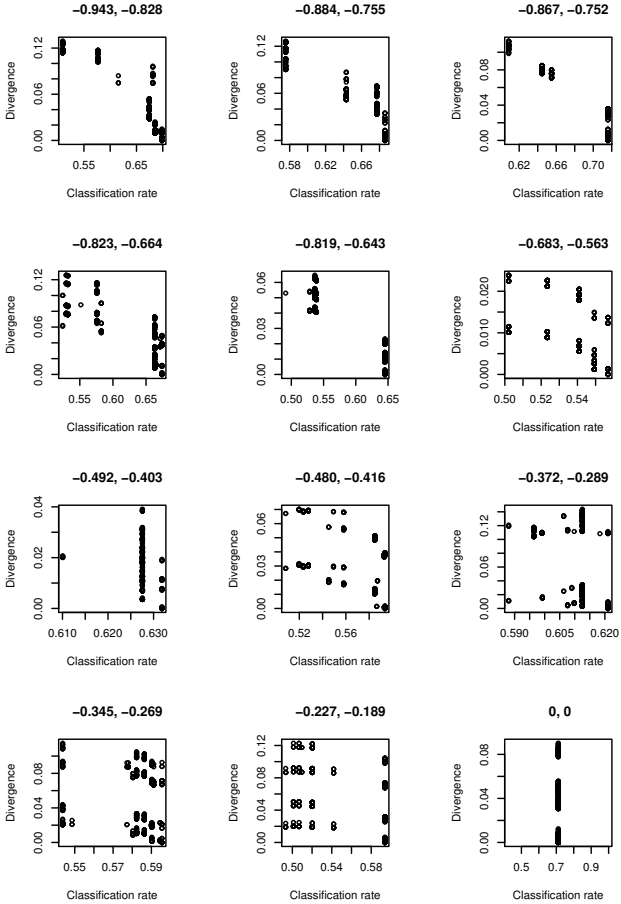 −0.943, −0.828 −0.884, −0.755 −0.867, −0.752
Divergence 0.00 0.06 0.12 Divergence 0.00 0.06 0.12 Divergence 0.00 0.04 0.08
0.55 0.65 0.58 0.62 0.66 0.62 0.66 0.70
Classification rate Classification rate Classification rate
−0.823, −0.664 −0.819, −0.643 −0.683, −0.563
Divergence 0.00 0.06 0.12 Divergence 0.00 0.03 0.06 Divergence 0.000 0.010 0.020
0.55 0.60 0.65 0.50 0.55 0.60 0.65 0.50 0.52 0.54
Classification rate Classification rate Classification rate
−0.492, −0.403 −0.480, −0.416 −0.372, −0.289
Divergence 0.00 0.02 0.04 Divergence 0.00 0.03 0.06 Divergence 0.00 0.06 0.12
0.610 0.620 0.630 0.52 0.56 0.590 0.605 0.620
Classification rate Classification rate Classification rate
−0.345, −0.269 −0.227, −0.189 0, 0
Divergence 0.00 0.04 0.08 Divergence 0.00 0.04 0.08 0.12 Divergence 0.00 0.04 0.08
0.55 0.57 0.59 0.50 0.54 0.58 0.5 0.7 0.9
Classification rate Classification rate Classification rate